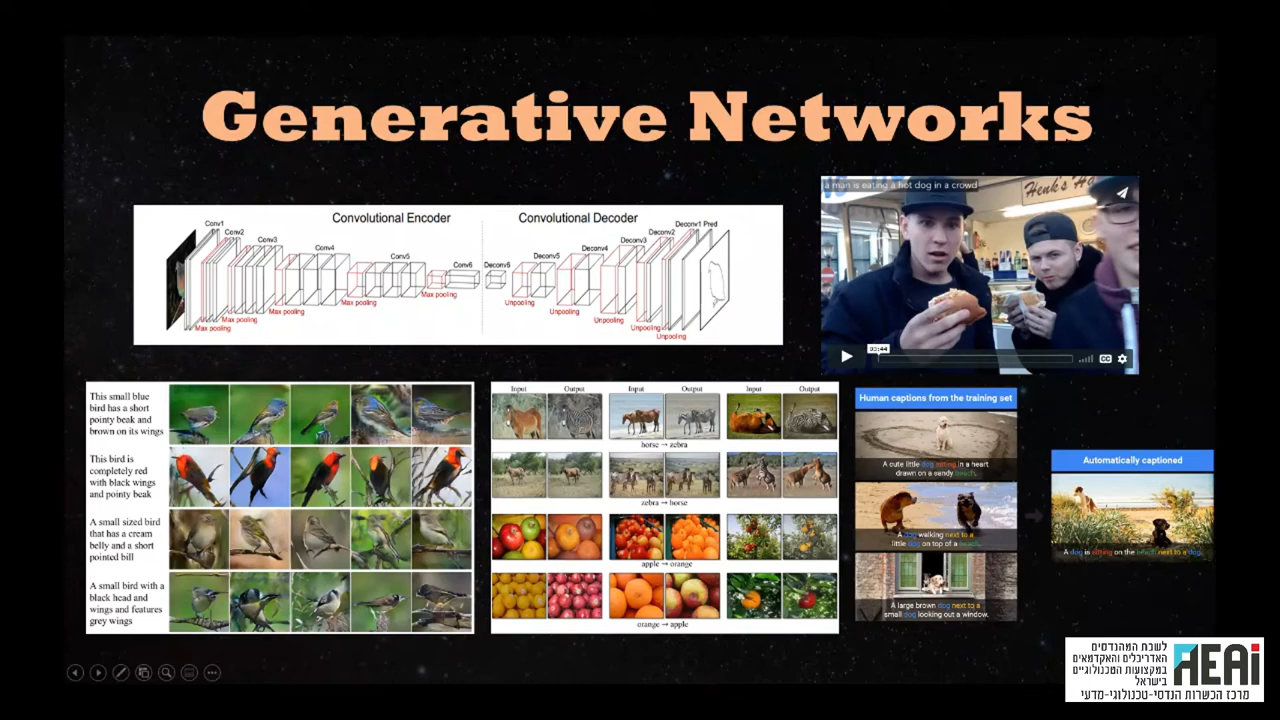 Generative Networks
a man is eating a hot dog in a crowd
Henk's
03:44
CC
Convolutional Encoder
Convolutional Decoder
Conv1
Conv2
Conv3
Conv4
Conv5
Conv6
Deconv6
Deconv5
Deconv4
Deconv3
Deconv2
Deconv1 Pred
Max pooling
Max pooling
Max pooling
Max pooling
Max pooling
Unpooling
Unpooling
Unpooling
Unpooling
Unpooling
This small blue
bird has a short
pointy beak and
brown on its wings
This bird is
completely red
with black wings
and pointy beak
A small sized bird
that has a cream
belly and a short
pointed bill
A small bird with a
black head and
wings and features
grey wings
Input Output Input Output Input Output
horse → zebra
zebra → horse
apple → orange
orange → apple
Human captions from the training set
A cute little dog sitting in a heart
drawn on a sandy beach.
A dog walking next to a
little dog on top of a beach.
A large brown dog next to a
small dog looking out a window.
Automatically captioned
A dog is sitting on the beach next to a dog.
לשכת המהנדסים
האדריכלים והאקדמאים
במקצועות הטכנולוגיים
בישראל
AEAi
מרכז הכשרות הנדסי-טכנולוגי-מדעי